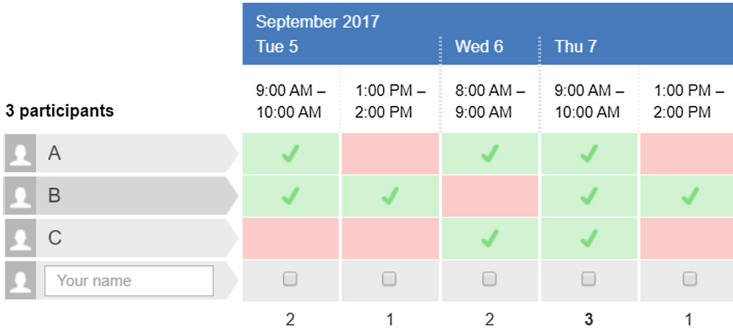 September 2017
Tue 5 Wed 6 Thu 7
9:00 AM – 1:00 PM – 8:00 AM – 9:00 AM – 1:00 PM –
3 participants 10:00 AM 2:00 PM 9:00 AM 10:00 AM 2:00 PM
A
B
C
Your name
2 1 2 3 1